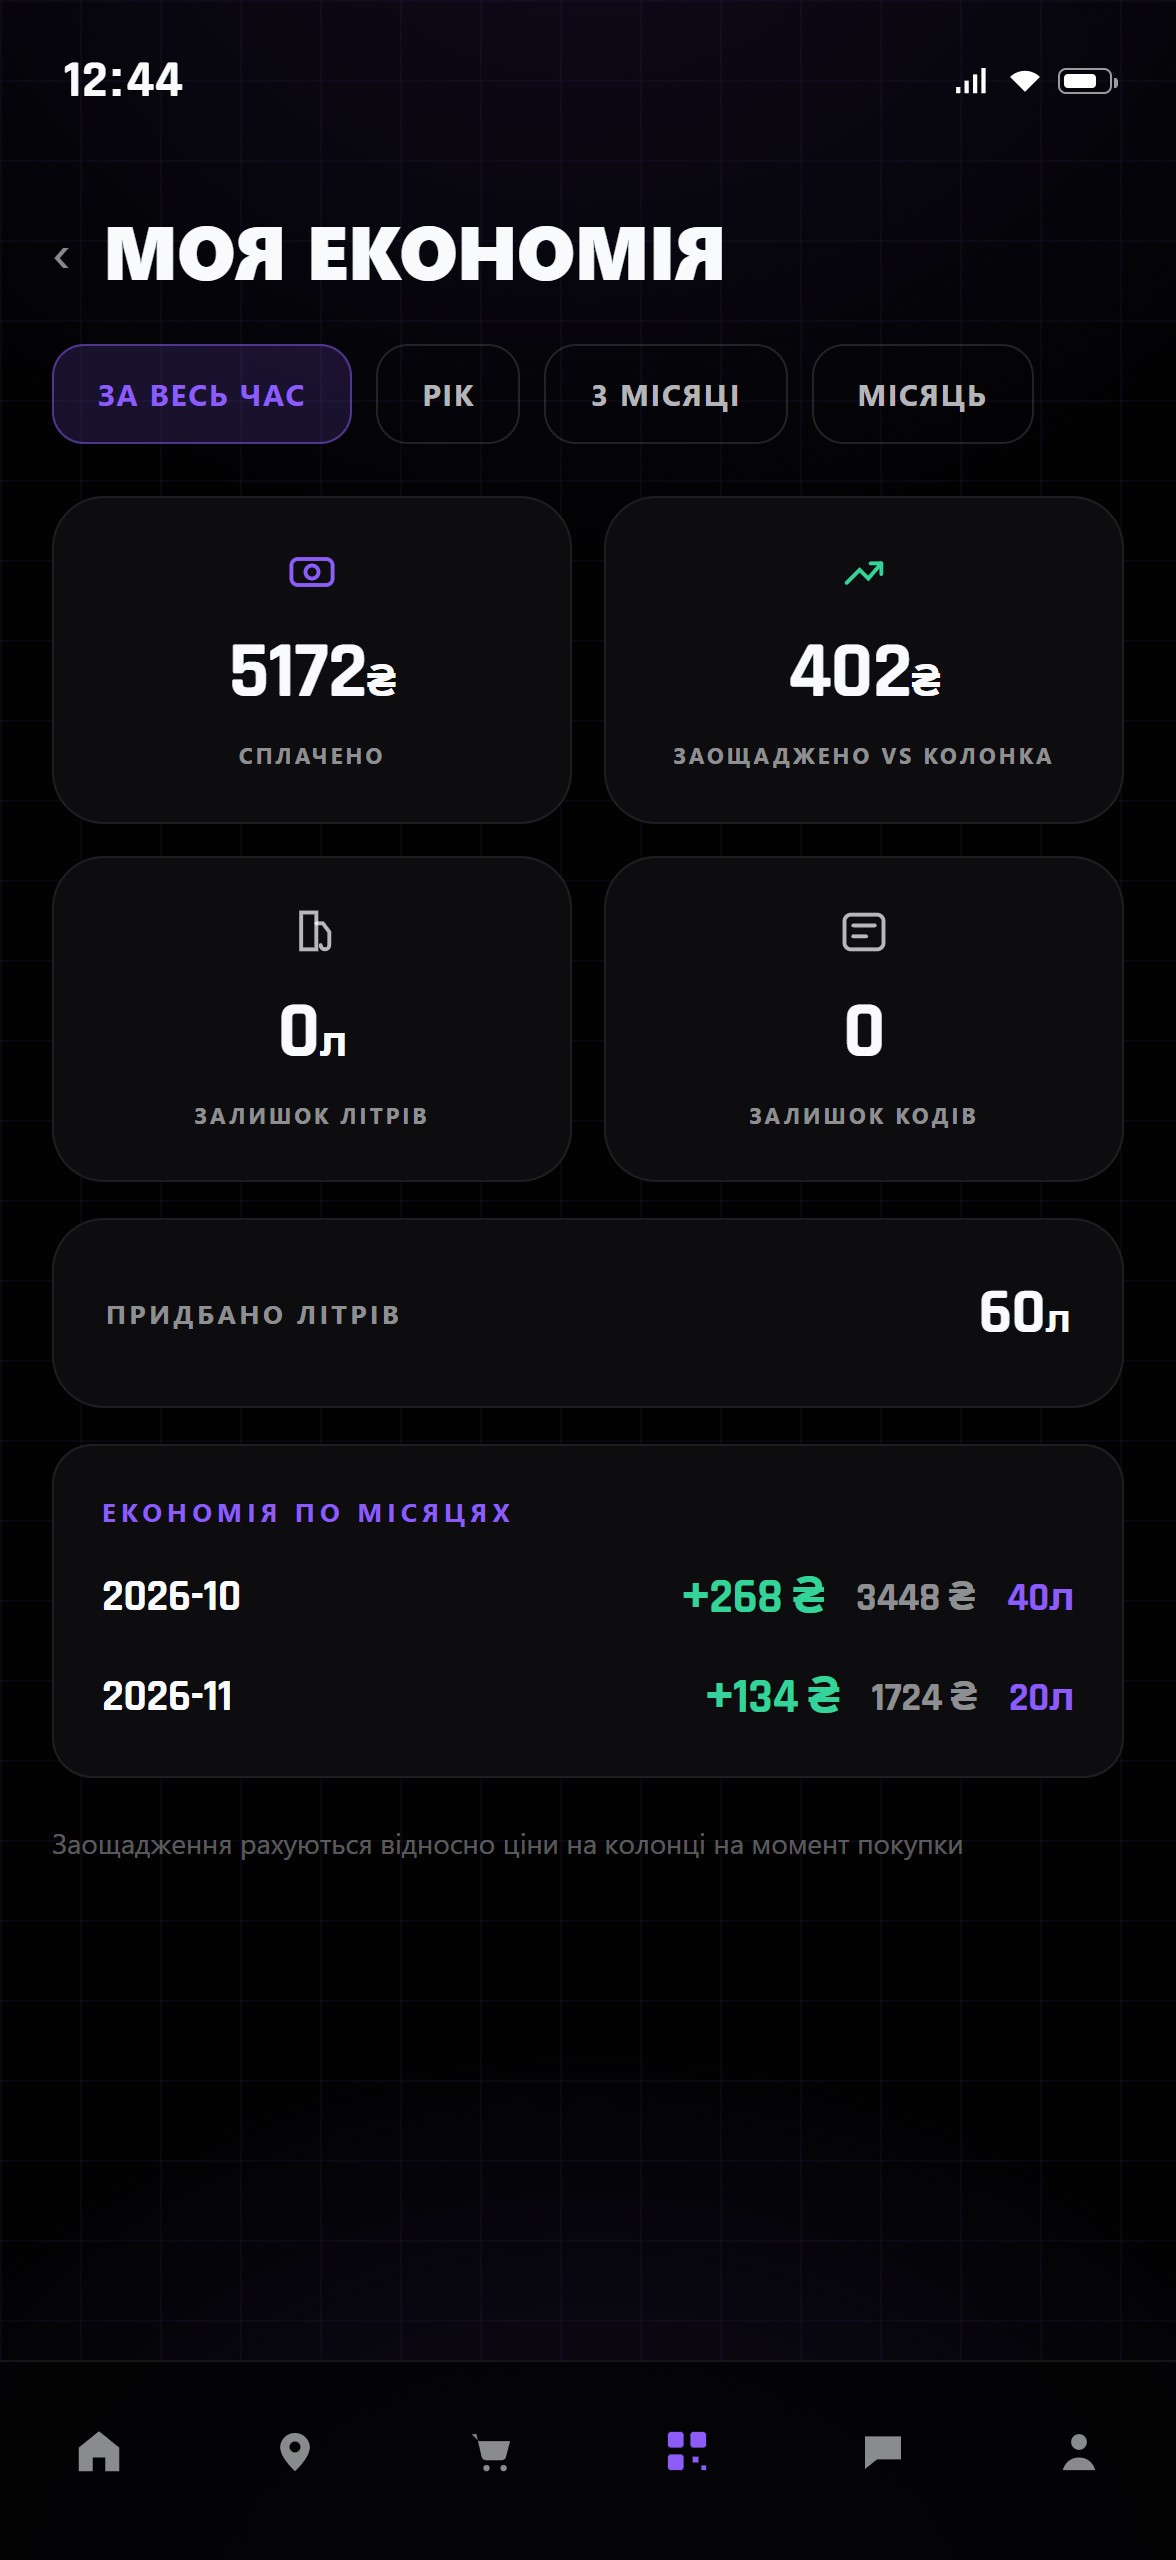 12:44
‹ МОЯ ЕКОНОМІЯ
ЗА ВЕСЬ ЧАС РІК 3 МІСЯЦІ МІСЯЦЬ
5172₴ 402₴
СПЛАЧЕНО ЗАОЩАДЖЕНО VS КОЛОНКА
0л 0
ЗАЛИШОК ЛІТРІВ ЗАЛИШОК КОДІВ
ПРИДБАНО ЛІТРІВ 60л
ЕКОНОМІЯ ПО МІСЯЦЯХ
2026-10 +268 ₴ 3448 ₴ 40л
2026-11 +134 ₴ 1724 ₴ 20л
Заощадження рахуються відносно ціни на колонці на момент покупки